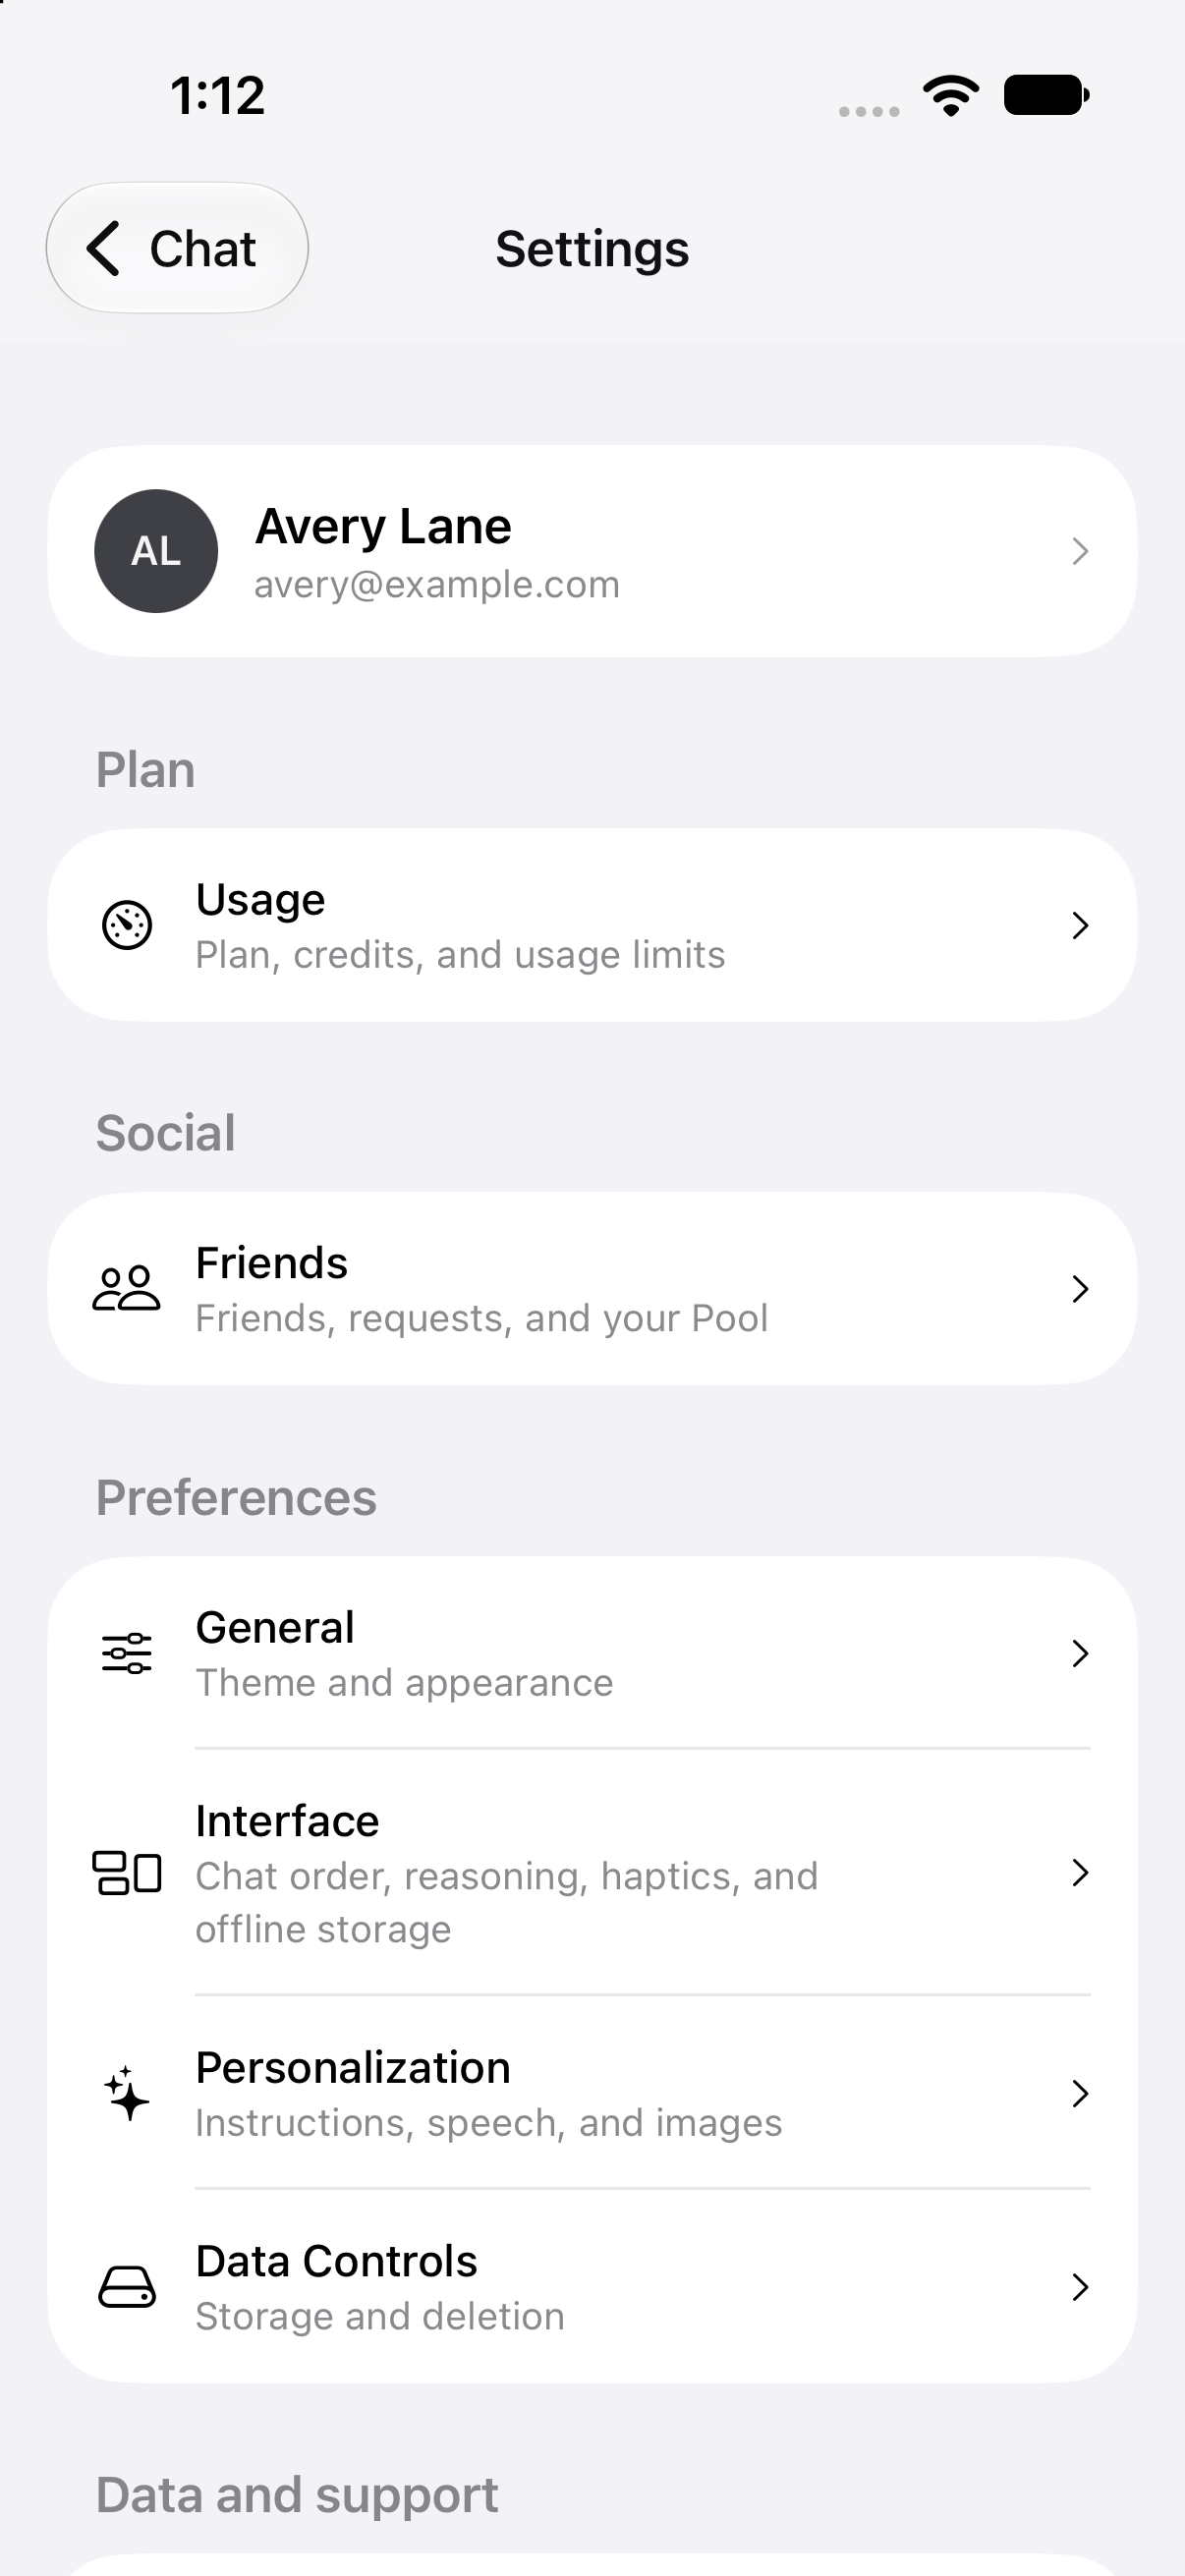 1:12
Chat
Settings
AL
Avery Lane
avery@example.com
Plan
Usage
Plan, credits, and usage limits
Social
Friends
Friends, requests, and your Pool
Preferences
General
Theme and appearance
Interface
Chat order, reasoning, haptics, and
offline storage
Personalization
Instructions, speech, and images
Data Controls
Storage and deletion
Data and support